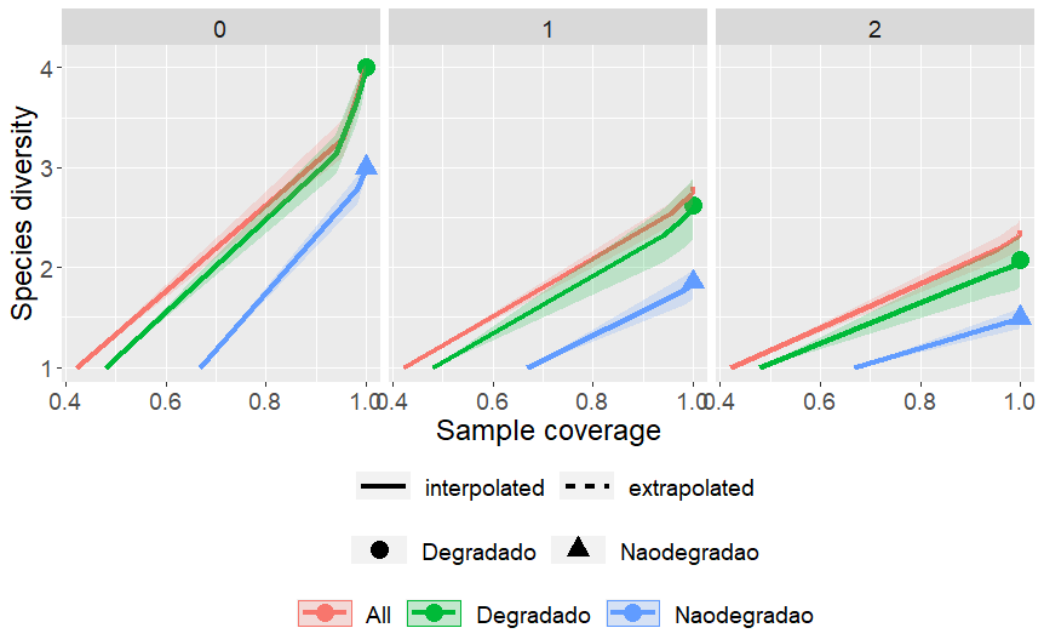 0 1 2
Species diversity
4
3
2
1
0.4 0.6 0.8 1.0 0.4 0.6 0.8 1.0 0.4 0.6 0.8 1.0
Sample coverage
interpolated extrapolated
Degradado Naodegradao
All Degradado Naodegradao